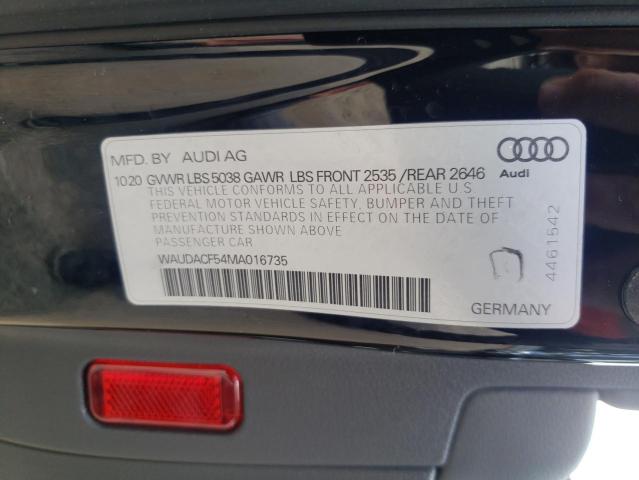 MFD. BY AUDI AG
10 20 GVWR LBS 5038 GAWR LBS FRONT 2535 / REAR 2646
THIS VEHICLE CONFORMS TO ALL APPLICABLE U S
FEDERAL MOTOR VEHICLE SAFETY, BUMPER AND THEFT
PREVENTION STANDARDS IN EFFECT ON THE DATE OF
MANUFACTURE SHOWN ABOVE
PASSENGER CAR
WAUDACF54MA016735
Audi
4461542
GERMANY